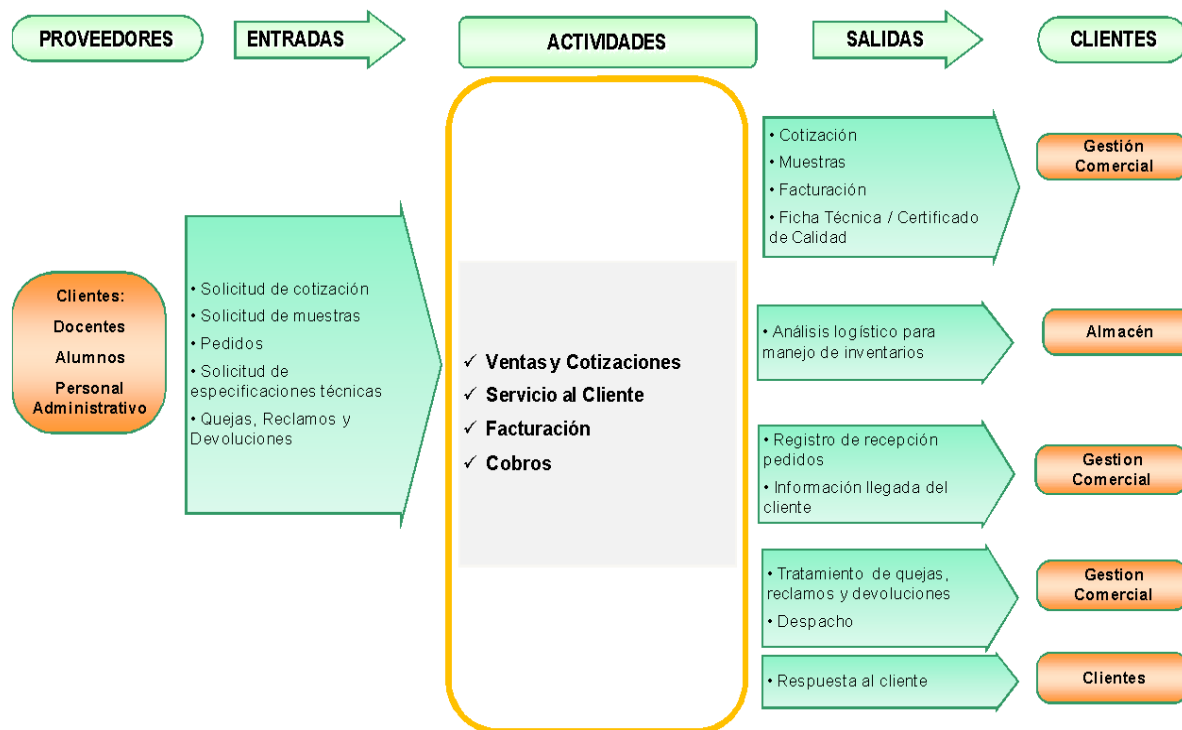 PROVEEDORES
ENTRADAS
ACTIVIDADES
SALIDAS
CLIENTES
Clientes:
Docentes
Alumnos
Personal
Administrativo
• Solicitud de cotización
• Solicitud de muestras
• Pedidos
• Solicitud de
especificaciones técnicas
• Quejas, Reclamos y
Devoluciones
✓ Ventas y Cotizaciones
✓ Servicio al Cliente
✓ Facturación
✓ Cobros
• Cotización
• Muestras
• Facturación
• Ficha Técnica / Certificado
de Calidad
Gestión
Comercial
• Análisis logístico para
manejo de inventarios
Almacén
• Registro de recepción
pedidos
• Información llegada del
cliente
Gestion
Comercial
• Tratamiento de quejas,
reclamos y devoluciones
• Despacho
Gestion
Comercial
• Respuesta al cliente
Clientes